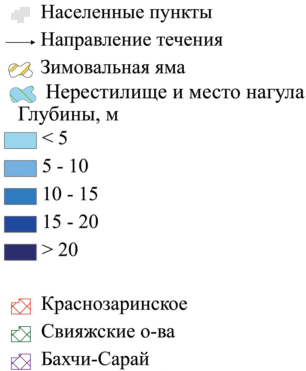 Населенные пункты
Направление течения
Зимовальная яма
Нерестилище и место нагула
Глубины, м
< 5
5 - 10
10 - 15
15 - 20
> 20
Краснозаринское
Свияжские о-ва
Бахчи-Сарай